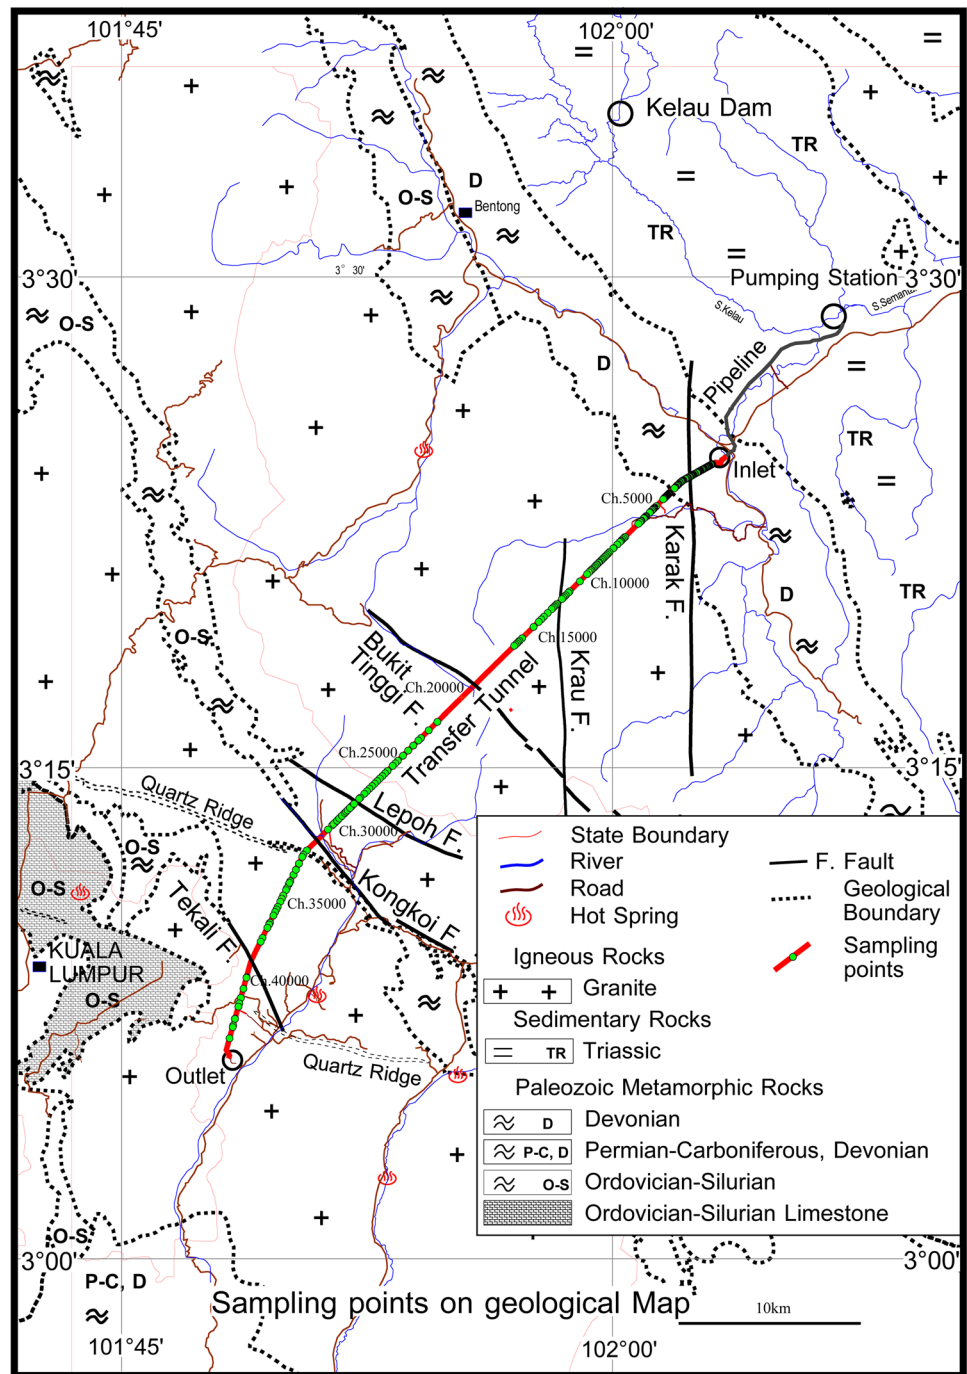 101°45'
102°00'
Kelau Dam
TR
D
O-S
Bentong
TR
3° 30'
Pumping Station
3°30'
3°30'
S.Kelau
O-S
D
Pipeline
TR
Inlet
Ch.5000
Karak F.
Ch.10000
D
TR
O-S
Ch.15000
Bukit
Tinggi F.
Krau F.
Ch.20000
Transfer Tunnel
Ch.25000
3°15'
3°15'
Quartz Ridge
Lepoh F
Ch.30000
O-S
O-S
Kongkoi F.
Tekali F
Ch.35000
KUALA
LUMPUR
Ch.40000
O-S
Outlet
Quartz Ridge
State Boundary
River
F. Fault
Road
Geological
Boundary
Hot Spring
Sampling
points
Igneous Rocks
Granite
Sedimentary Rocks
TR Triassic
Paleozoic Metamorphic Rocks
D Devonian
P-C, D Permian-Carboniferous, Devonian
O-S Ordovician-Silurian
Ordovician-Silurian Limestone
O-S
3°00'
3°00'
P-C, D
Sampling points on geological Map
10km
101°45'
102°00'